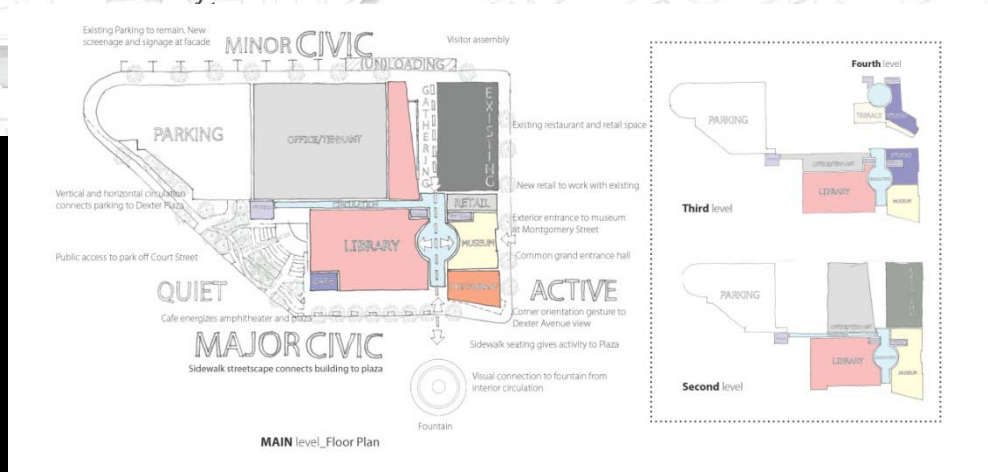 Existing Parking to remain. New
screenage and signage at facade
MINOR CIVIC
Visitor assembly
(UN)LOADING
GATHERING
EXISTING
PARKING
OFFICE/TENNANT
Existing restaurant and retail space
Vertical and horizontal circulation
connects parking to Dexter Plaza
New retail to work with existing
CIRCULATION
RETAIL
Exterior entrance to museum
at Montgomery Street
LIBRARY
MUSEUM
Public access to park off Court Street
Common grand entrance hall
QUIET
ACTIVE
Cafe energizes amphitheater and plaza
Corner orientation gesture to
Dexter Avenue view
MAJOR CIVIC
Sidewalk seating gives activity to Plaza
Sidewalk streetscape connects building to plaza
Visual connection to fountain from
interior circulation
Fountain
MAIN level_Floor Plan
Fourth level
TERRACE
STUDIO
PARKING
STUDIO
OFFICE/TENNANT
LIBRARY
CIRCULATION
MUSEUM
Third level
PARKING
OFFICE/TENNANT
LIBRARY
MUSEUM
Second level